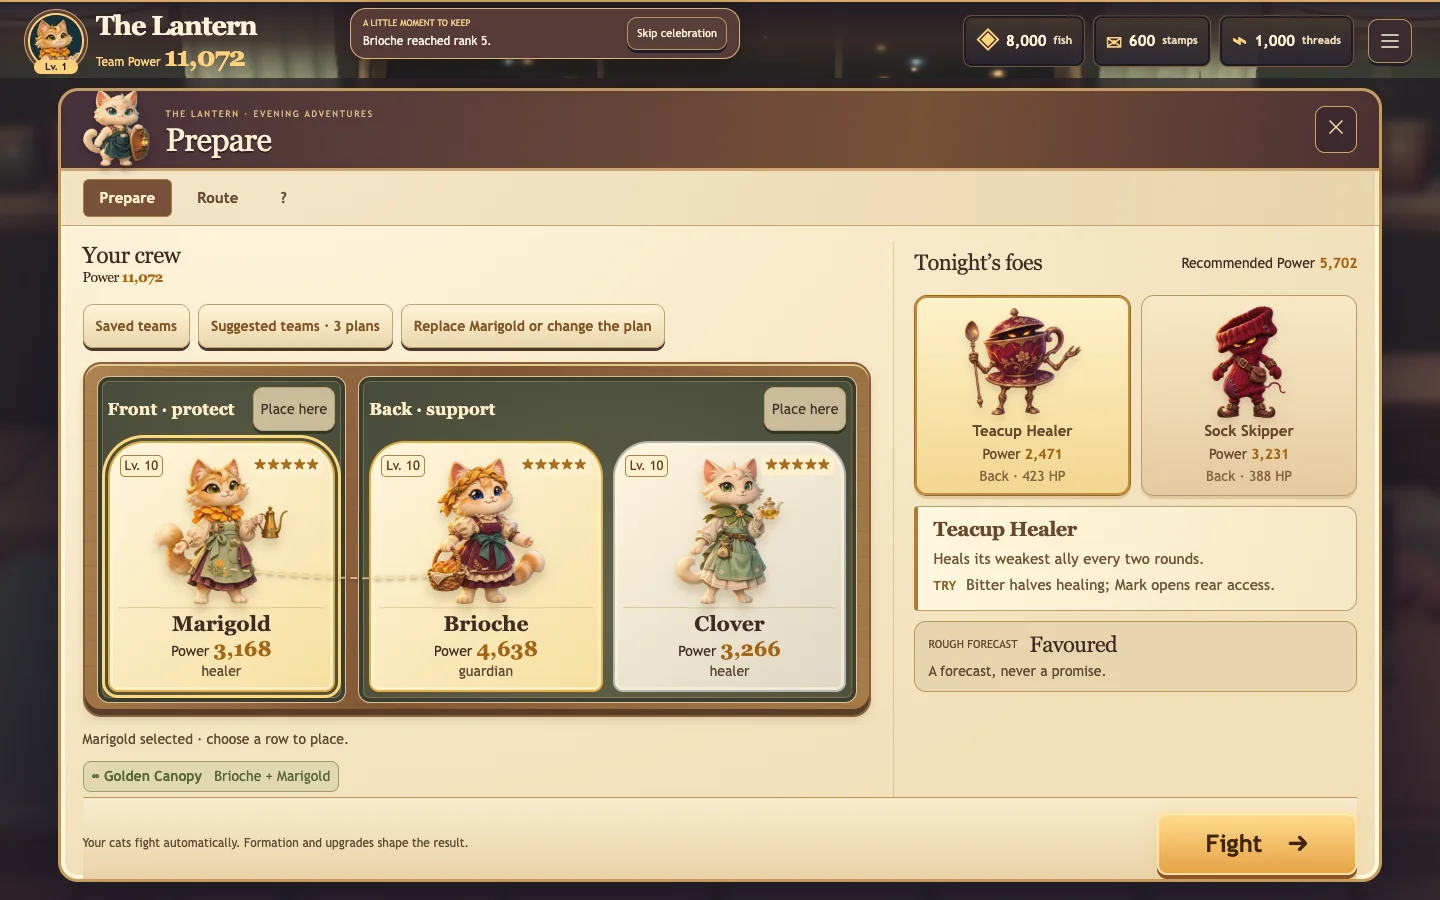 The Lantern
Team Power 11,072
Lv. 1
A LITTLE MOMENT TO KEEP
Brioche reached rank 5.
Skip celebration
8,000 fish
600 stamps
1,000 threads
THE LANTERN · EVENING ADVENTURES
Prepare
Prepare
Route
?
Your crew
Power 11,072
Saved teams
Suggested teams · 3 plans
Replace Marigold or change the plan
Front · protect
Place here
Lv. 10
Marigold
Power 3,168
healer
Back · support
Place here
Lv. 10
Brioche
Power 4,638
guardian
Lv. 10
Clover
Power 3,266
healer
Marigold selected · choose a row to place.
Golden Canopy Brioche + Marigold
Tonight's foes
Recommended Power 5,702
Teacup Healer
Power 2,471
Back · 423 HP
Sock Skipper
Power 3,231
Back · 388 HP
Teacup Healer
Heals its weakest ally every two rounds.
TRY Bitter halves healing; Mark opens rear access.
ROUGH FORECAST Favoured
A forecast, never a promise.
Your cats fight automatically. Formation and upgrades shape the result.
Fight →